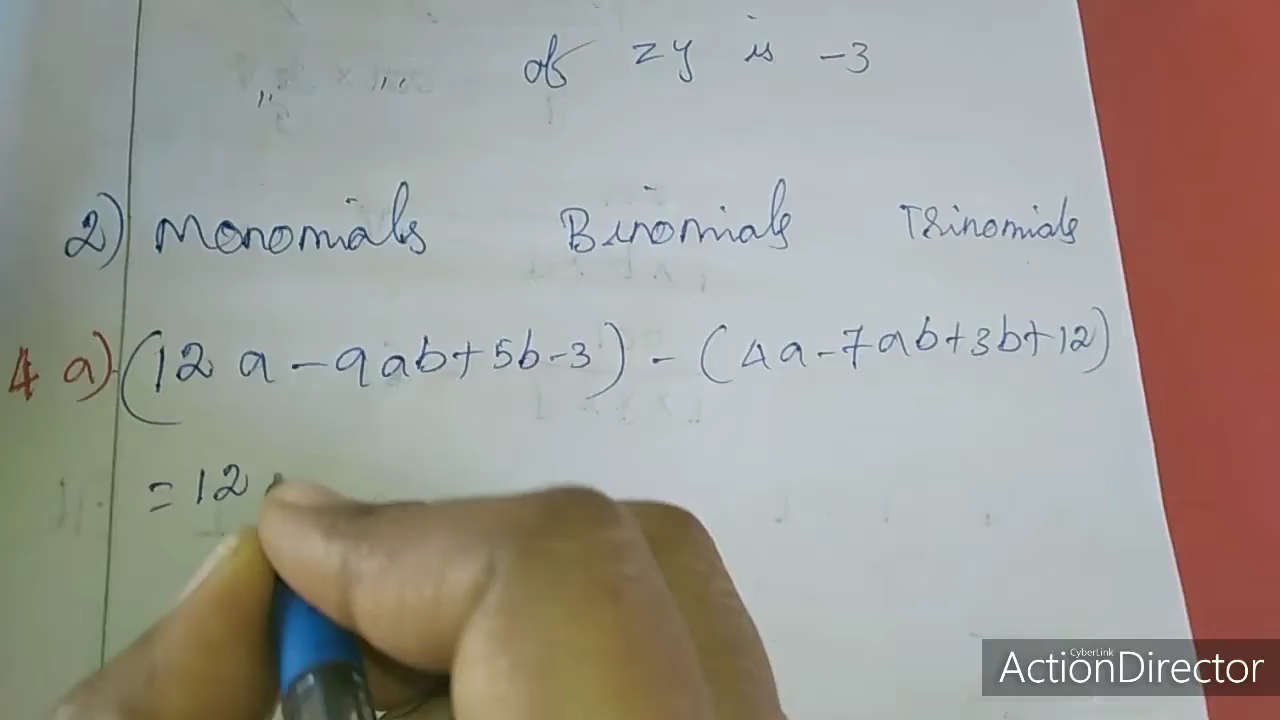 of zy is -3
,, ,,
2) Monomials Binomials Trinomials
4 a) (12 a - 9ab + 5b - 3) - (4a - 7ab + 3b + 12)
= 12
CyberLink
ActionDirector